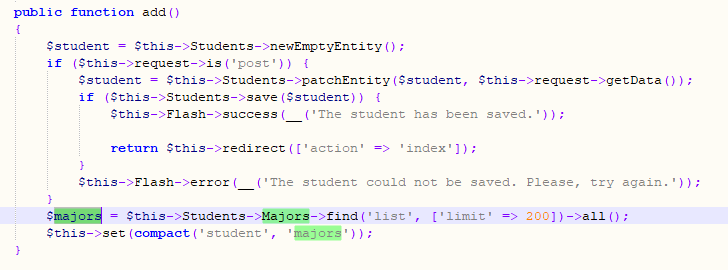 public function add()
{
$student = $this->Students->newEmptyEntity();
if ($this->request->is('post')) {
$student = $this->Students->patchEntity($student, $this->request->getData());
if ($this->Students->save($student)) {
$this->Flash->success(__('The student has been saved.'));
return $this->redirect(['action' => 'index']);
}
$this->Flash->error(__('The student could not be saved. Please, try again.'));
}
$majors = $this->Students->Majors->find('list', ['limit' => 200])->all();
$this->set(compact('student', 'majors'));
}